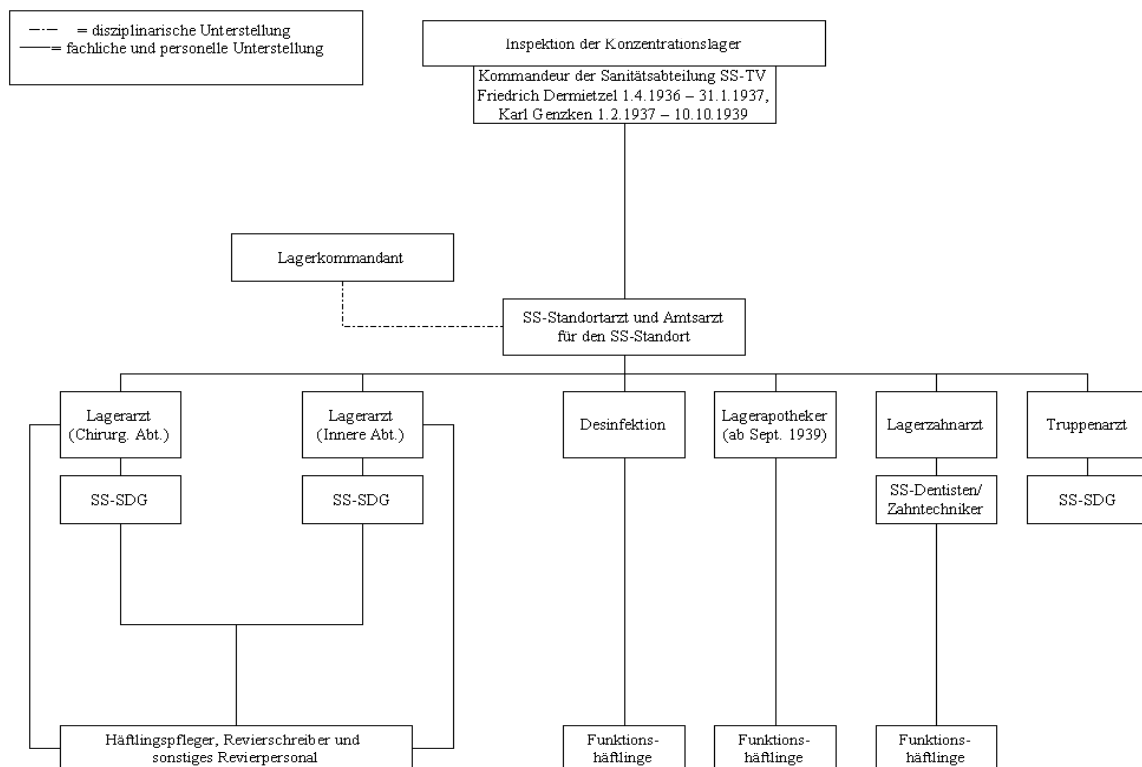 = disziplinarische Unterstellung
= fachliche und personelle Unterstellung
Inspektion der Konzentrationslager
Kommandeur der Sanitätsabteilung SS-TV
Friedrich Dermietzel 1.4.1936 – 31.1.1937,
Karl Genzken 1.2.1937 – 10.10.1939
Lagerkommandant
SS-Standortarzt und Amtsarzt
für den SS-Standort
Lagerarzt
(Chirurg. Abt.)
Lagerarzt
(Innere Abt.)
Desinfektion
Lagerapotheker
(ab Sept. 1939)
Lagerzahnarzt
Truppenarzt
SS-SDG
SS-SDG
SS-Dentisten/
Zahntechniker
SS-SDG
Häftlingspfleger, Revierschreiber und
sonstiges Revierpersonal
Funktions-
häftlinge
Funktions-
häftlinge
Funktions-
häftlinge